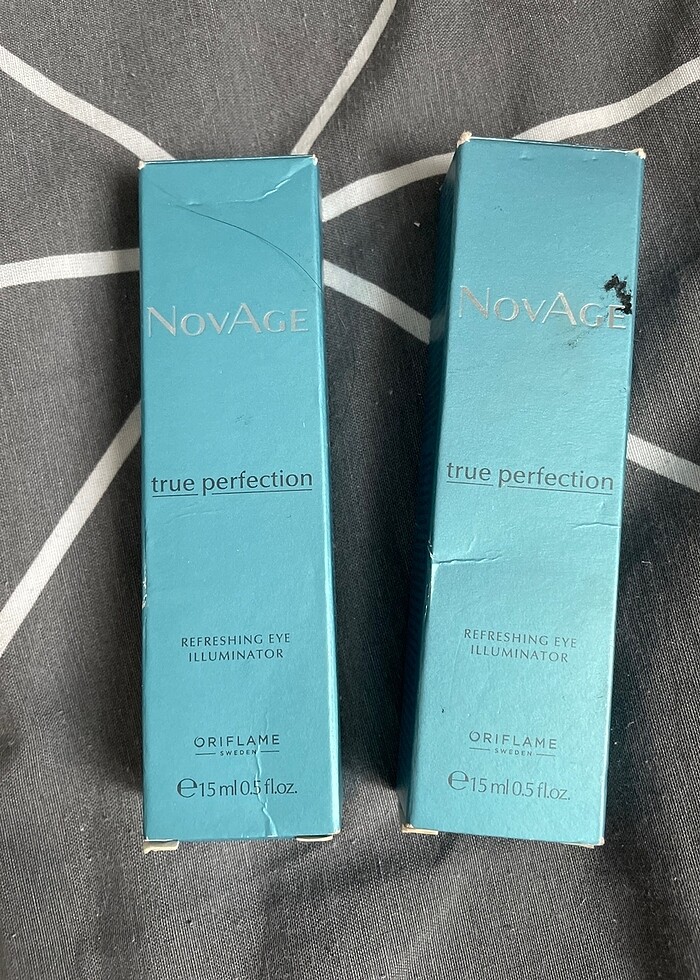 NOVAGE
true perfection
REFRESHING EYE
ILLUMINATOR
ORIFLAME
SWEDEN
℮15 ml 0.5 fl.oz.
NOVAGE
true perfection
REFRESHING EYE
ILLUMINATOR
ORIFLAME
SWEDEN
℮15 ml 0.5 fl.oz.